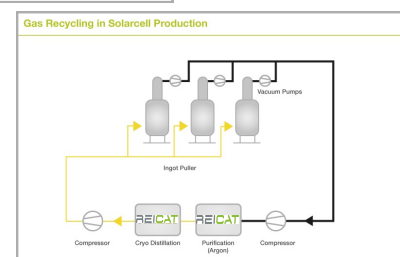 Gas Recycling in Solarcell Production
Vacuum Pumps
Ingot Puller
REICAT
REICAT
Compressor
Cryo Distillation
Purification
(Argon)
Compressor